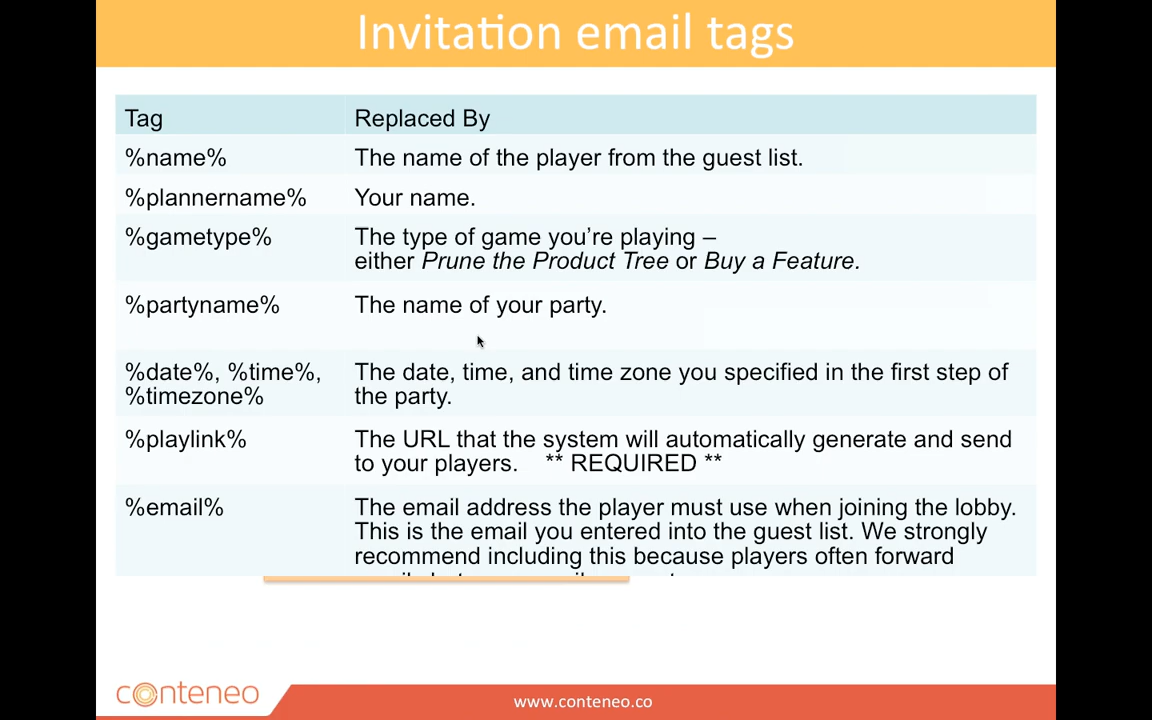 Invitation email tags
Tag Replaced By
%name% The name of the player from the guest list.
%plannername% Your name.
%gametype% The type of game you’re playing –
either Prune the Product Tree or Buy a Feature.
%partyname% The name of your party.
%date%, %time%, The date, time, and time zone you specified in the first step of
%timezone% the party.
%playlink% The URL that the system will automatically generate and send
to your players. ** REQUIRED **
%email% The email address the player must use when joining the lobby.
This is the email you entered into the guest list. We strongly
recommend including this because players often forward
conteneo www.conteneo.co